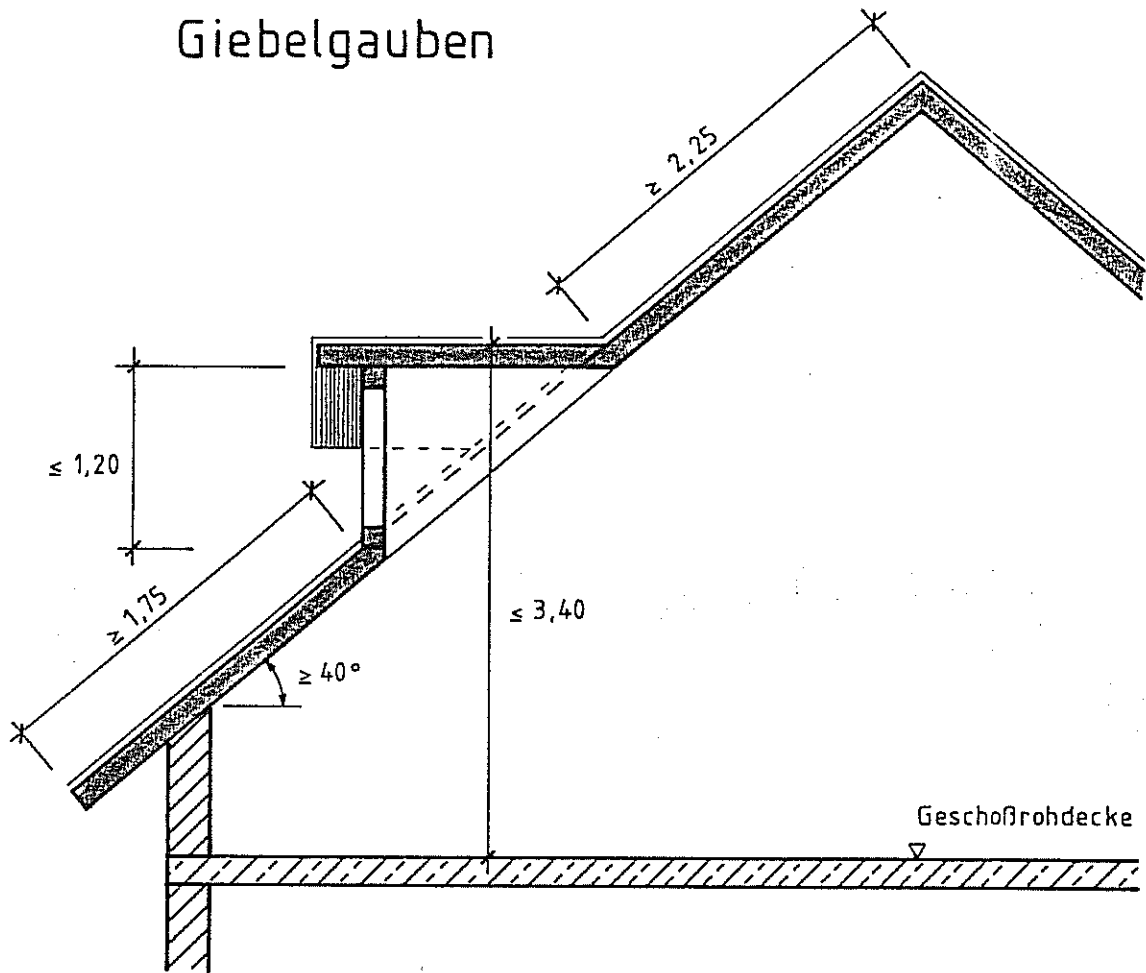 Giebelgauben
≥ 2,25
≤ 1,20
≥ 1,75
≤ 3,40
≥ 40°
Geschoßrohdecke